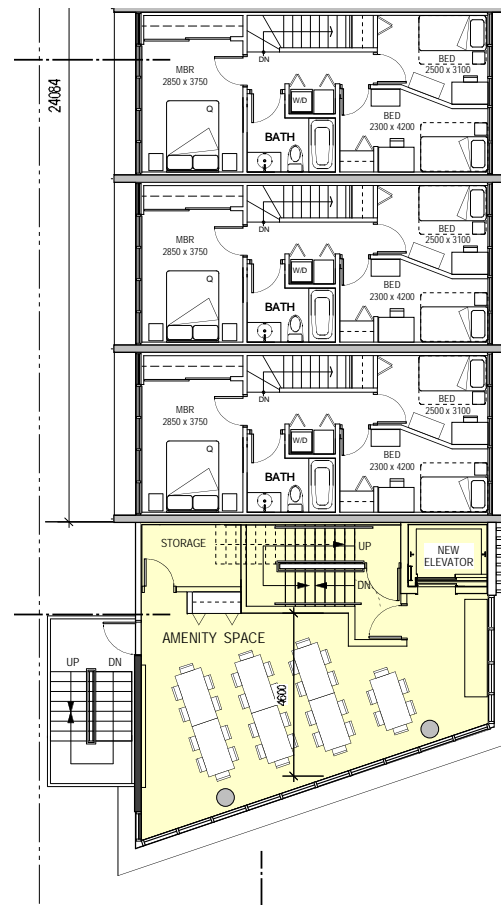 24084
MBR
2850 x 3750
Q
DN
W/D
BATH
BED
2500 x 3100
BED
2300 x 4200
MBR
2850 x 3750
Q
DN
W/D
BATH
BED
2500 x 3100
BED
2300 x 4200
MBR
2850 x 3750
Q
DN
W/D
BATH
BED
2500 x 3100
BED
2300 x 4200
STORAGE
UP
DN
NEW
ELEVATOR
AMENITY SPACE
4600
UP
DN